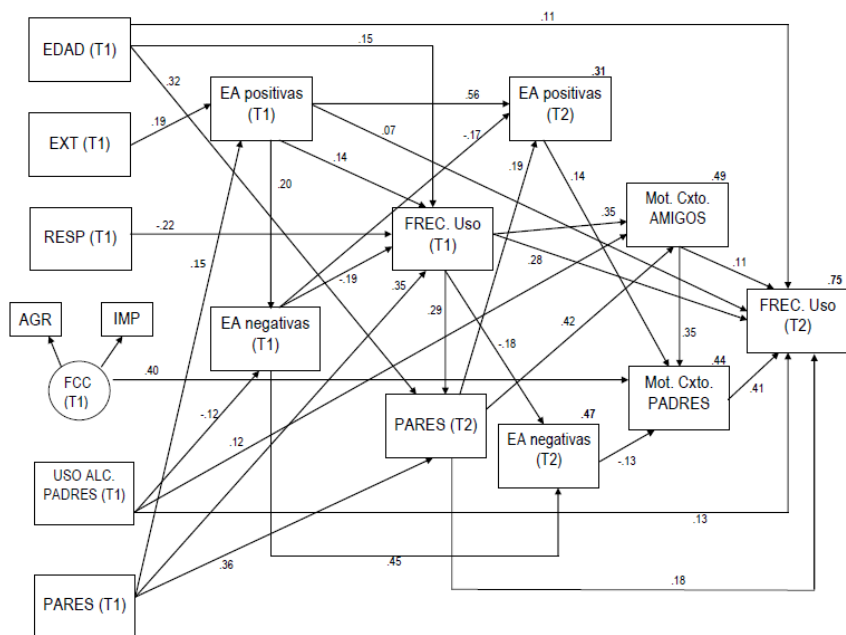 .11
EDAD (T1)
.15
.32
EA positivas
(T1)
.56
.31
EA positivas
(T2)
EXT (T1)
.19
-.17
.07
.14
.20
.19
.14
.49
Mot. Cxto.
AMIGOS
RESP (T1)
-.22
FREC. Uso
(T1)
.35
.28
.11
.15
-.19
.35
.75
FREC. Uso
(T2)
AGR
IMP
EA negativas
(T1)
.29
-.18
.42
.35
FCC
(T1)
.40
.44
Mot. Cxto.
PADRES
.41
-.12
.12
PARES (T2)
.47
EA negativas
(T2)
-.13
USO ALC.
PADRES (T1)
.13
.36
.45
.18
PARES (T1)